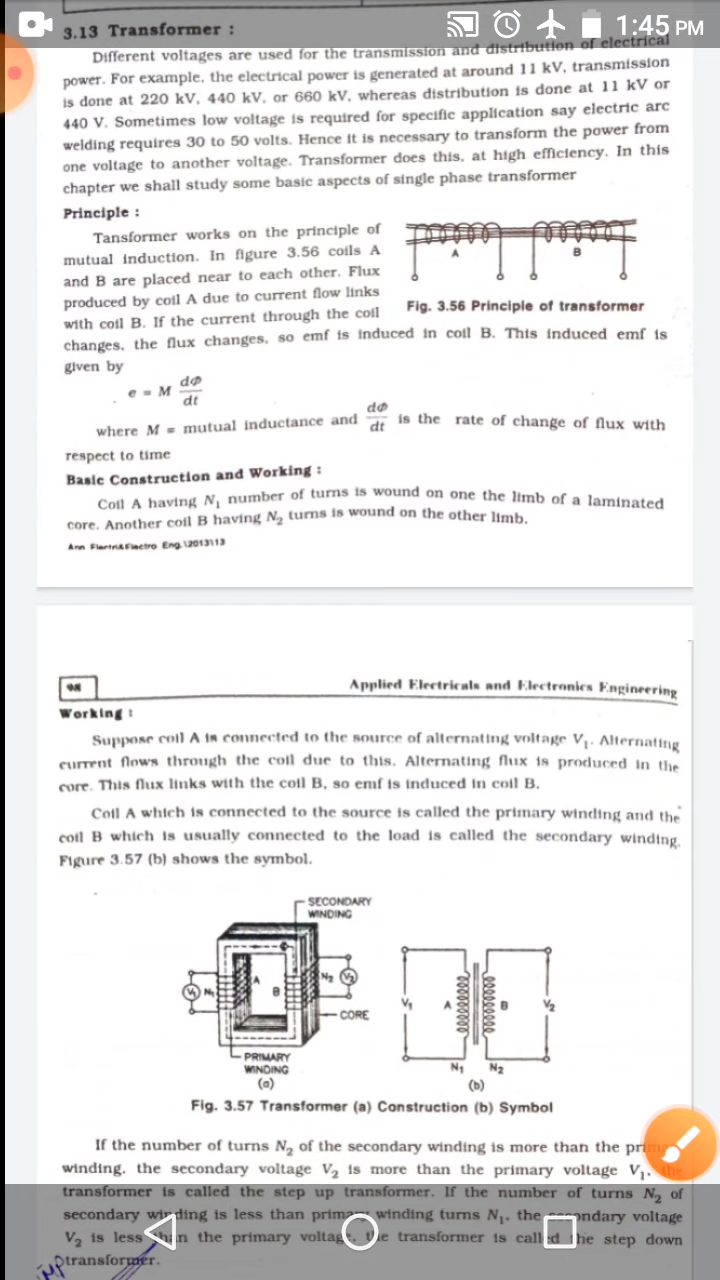 1:45 PM
3.13 Transformer :
Different voltages are used for the transmission and distribution of electrical
power. For example, the electrical power is generated at around 11 kV, transmission
is done at 220 kV, 440 kV, or 660 kV, whereas distribution is done at 11 kV or
440 V. Sometimes low voltage is required for specific application say electric arc
welding requires 30 to 50 volts. Hence it is necessary to transform the power from
one voltage to another voltage. Transformer does this, at high efficiency. In this
chapter we shall study some basic aspects of single phase transformer
Principle :
Tansformer works on the principle of
mutual induction. In figure 3.56 coils A
and B are placed near to each other. Flux
produced by coil A due to current flow links
with coil B. If the current through the coil
A B
Fig. 3.56 Principle of transformer
changes, the flux changes, so emf is induced in coil B. This induced emf is
given by
e = M dΦ/dt
where M = mutual inductance and dΦ/dt is the rate of change of flux with
respect to time
Basic Construction and Working :
Coil A having N₁ number of turns is wound on one the limb of a laminated
core. Another coil B having N₂ turns is wound on the other limb.
Eng.\2013\13
Applied Electricals and Electronics Engineering
Working :
Suppose coil A is connected to the source of alternating voltage V₁. Alternating
current flows through the coil due to this. Alternating flux is produced in the
core. This flux links with the coil B, so emf is induced in coil B.
Coil A which is connected to the source is called the primary winding and the
coil B which is usually connected to the load is called the secondary winding.
Figure 3.57 (b) shows the symbol.
SECONDARY
WINDING
V₁ N₁ A B N₂ V₂
CORE
PRIMARY
WINDING
(a)
V₁ A B V₂
N₁ N₂
(b)
Fig. 3.57 Transformer (a) Construction (b) Symbol
If the number of turns N₂ of the secondary winding is more than the
winding, the secondary voltage V₂ is more than the primary voltage V₁, the
transformer is called the step up transformer. If the number of turns N₂ of
secondary winding is less than primary winding turns N₁, the secondary voltage
V₂ is less than the primary voltage, the transformer is called the step down
transformer.
IMP